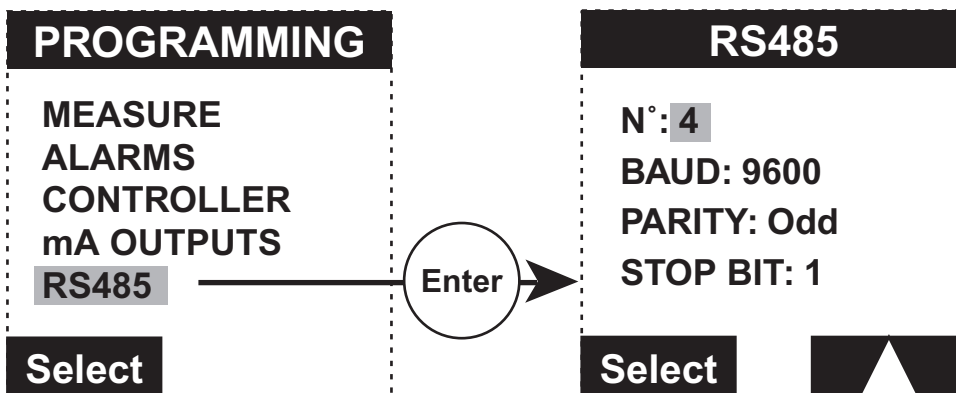 PROGRAMMING
MEASURE
ALARMS
CONTROLLER
mA OUTPUTS
RS485
Select
Enter
RS485
N°: 4
BAUD: 9600
PARITY: Odd
STOP BIT: 1
Select